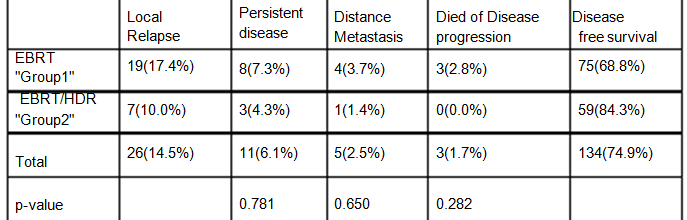 Local Relapse Persistent disease Distance Metastasis Died of Disease progression Disease free survival
EBRT "Group1" 19(17.4%) 8(7.3%) 4(3.7%) 3(2.8%) 75(68.8%)
EBRT/HDR "Group2" 7(10.0%) 3(4.3%) 1(1.4%) 0(0.0%) 59(84.3%)
Total 26(14.5%) 11(6.1%) 5(2.5%) 3(1.7%) 134(74.9%)
p-value 0.781 0.650 0.282